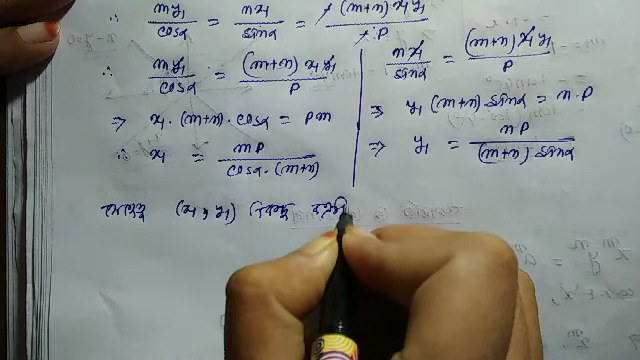 ∴ my₁/cosα = nx₁/sinα = (m+n) x₁y₁/P
∴ my₁/cosα = (m+n) x₁y₁/P
⇒ x₁·(m+n)·cosα = Pm
∴ x₁ = mP/cosα·(m+n)
nx₁/sinα = (m+n) x₁y₁/P
⇒ y₁(m+n)·sinα = n·P
⇒ y₁ = nP/(m+n) sinα
যেহেতু (x₁, y₁) বিন্দু